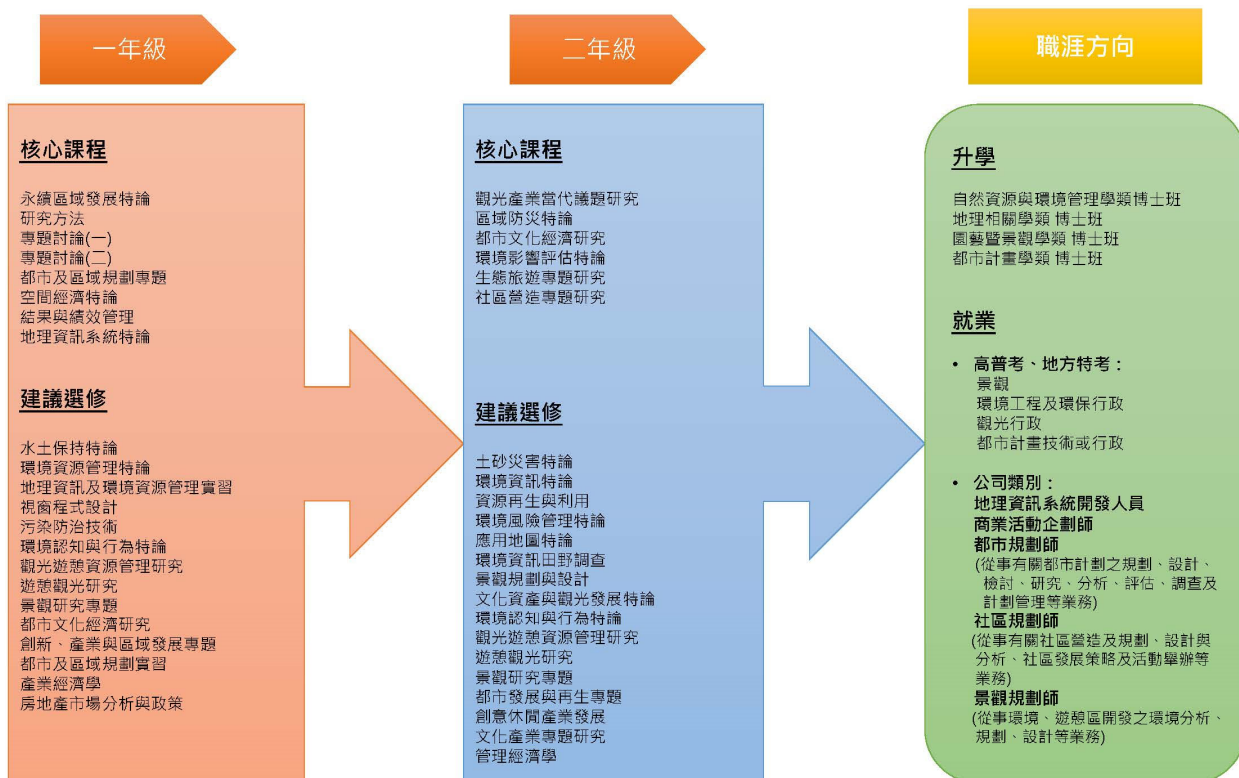 一年級
核心課程
永續區域發展特論
研究方法
專題討論(一)
專題討論(二)
都市及區域規劃專題
空間經濟特論
結果與績效管理
地理資訊系統特論
建議選修
水土保持特論
環境資源管理特論
地理資訊及環境資源管理實習
視窗程式設計
污染防治技術
環境認知與行為特論
觀光遊憩資源管理研究
遊憩觀光研究
景觀研究專題
都市文化經濟研究
創新、產業與區域發展專題
都市及區域規劃實習
產業經濟學
房地產市場分析與政策
二年級
核心課程
觀光產業當代議題研究
區域防災特論
都市文化經濟研究
環境影響評估特論
生態旅遊專題研究
社區營造專題研究
建議選修
土砂災害特論
環境資訊特論
資源再生與利用
環境風險管理特論
應用地圖特論
環境資訊田野調查
景觀規劃與設計
文化資產與觀光發展特論
環境認知與行為特論
觀光遊憩資源管理研究
遊憩觀光研究
景觀研究專題
都市發展與再生專題
創意休閒產業發展
文化產業專題研究
管理經濟學
職涯方向
升學
自然資源與環境管理學類博士班
地理相關學類 博士班
園藝暨景觀學類 博士班
都市計畫學類 博士班
就業
• 高普考、地方特考：
景觀
環境工程及環保行政
觀光行政
都市計畫技術或行政
• 公司類別：
地理資訊系統開發人員
商業活動企劃師
都市規劃師
(從事有關都市計劃之規劃、設計、
檢討、研究、分析、評估、調查及
計劃管理等業務)
社區規劃師
(從事有關社區營造及規劃、設計與
分析、社區發展策略及活動舉辦等
業務)
景觀規劃師
(從事環境、遊憩區開發之環境分析、
規劃、設計等業務)